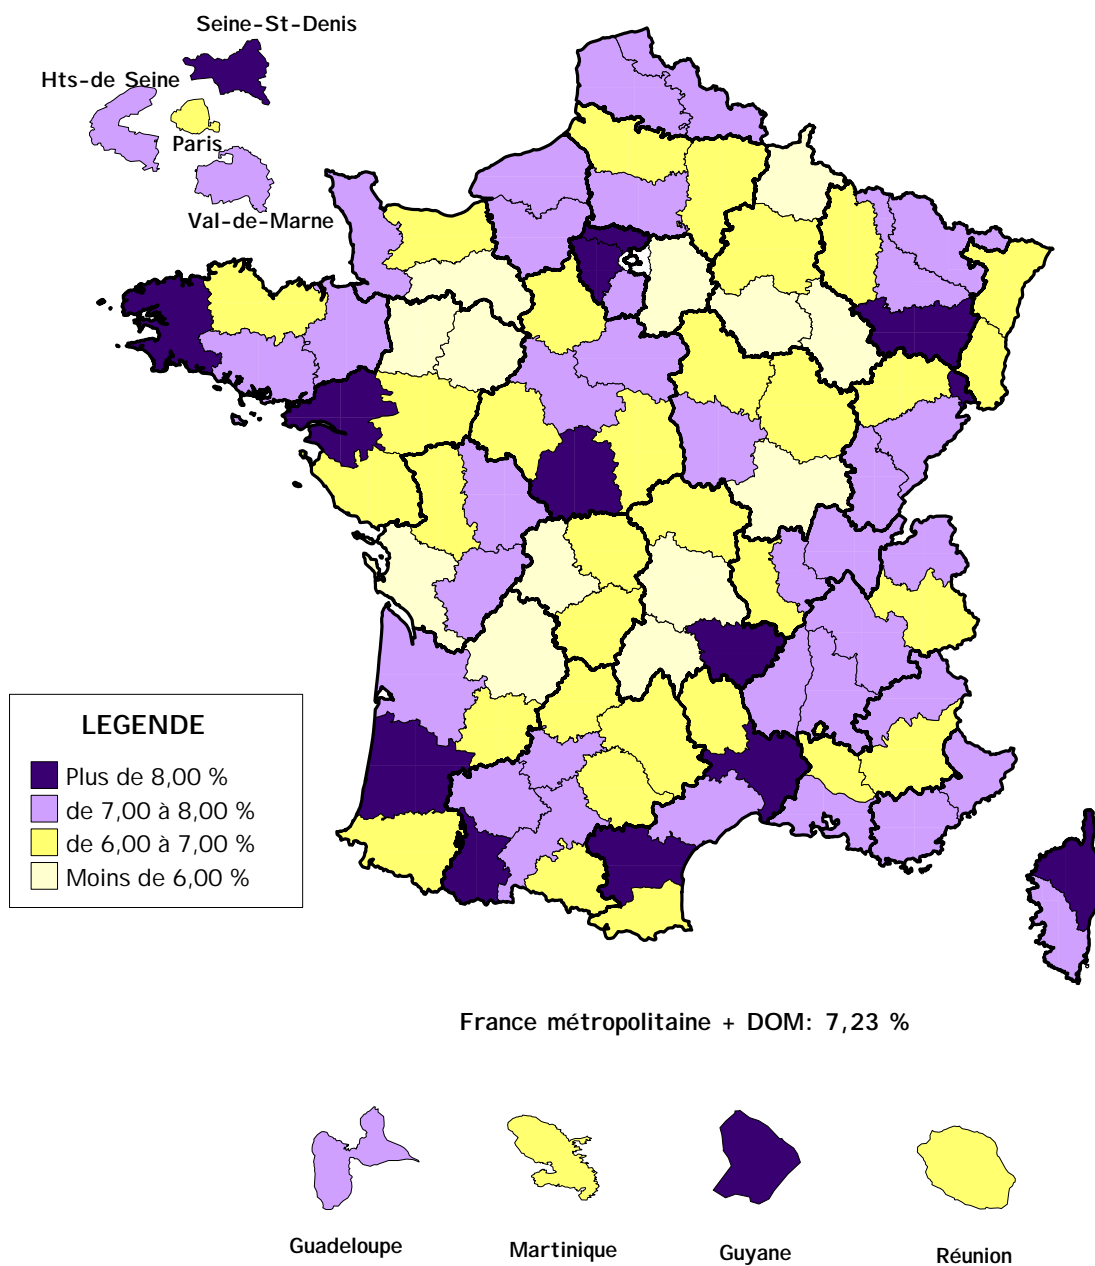 Seine-St-Denis
Hts-de Seine
Paris
Val-de-Marne
LEGENDE
Plus de 8,00 %
de 7,00 à 8,00 %
de 6,00 à 7,00 %
Moins de 6,00 %
France métropolitaine + DOM: 7,23 %
Guadeloupe
Martinique
Guyane
Réunion